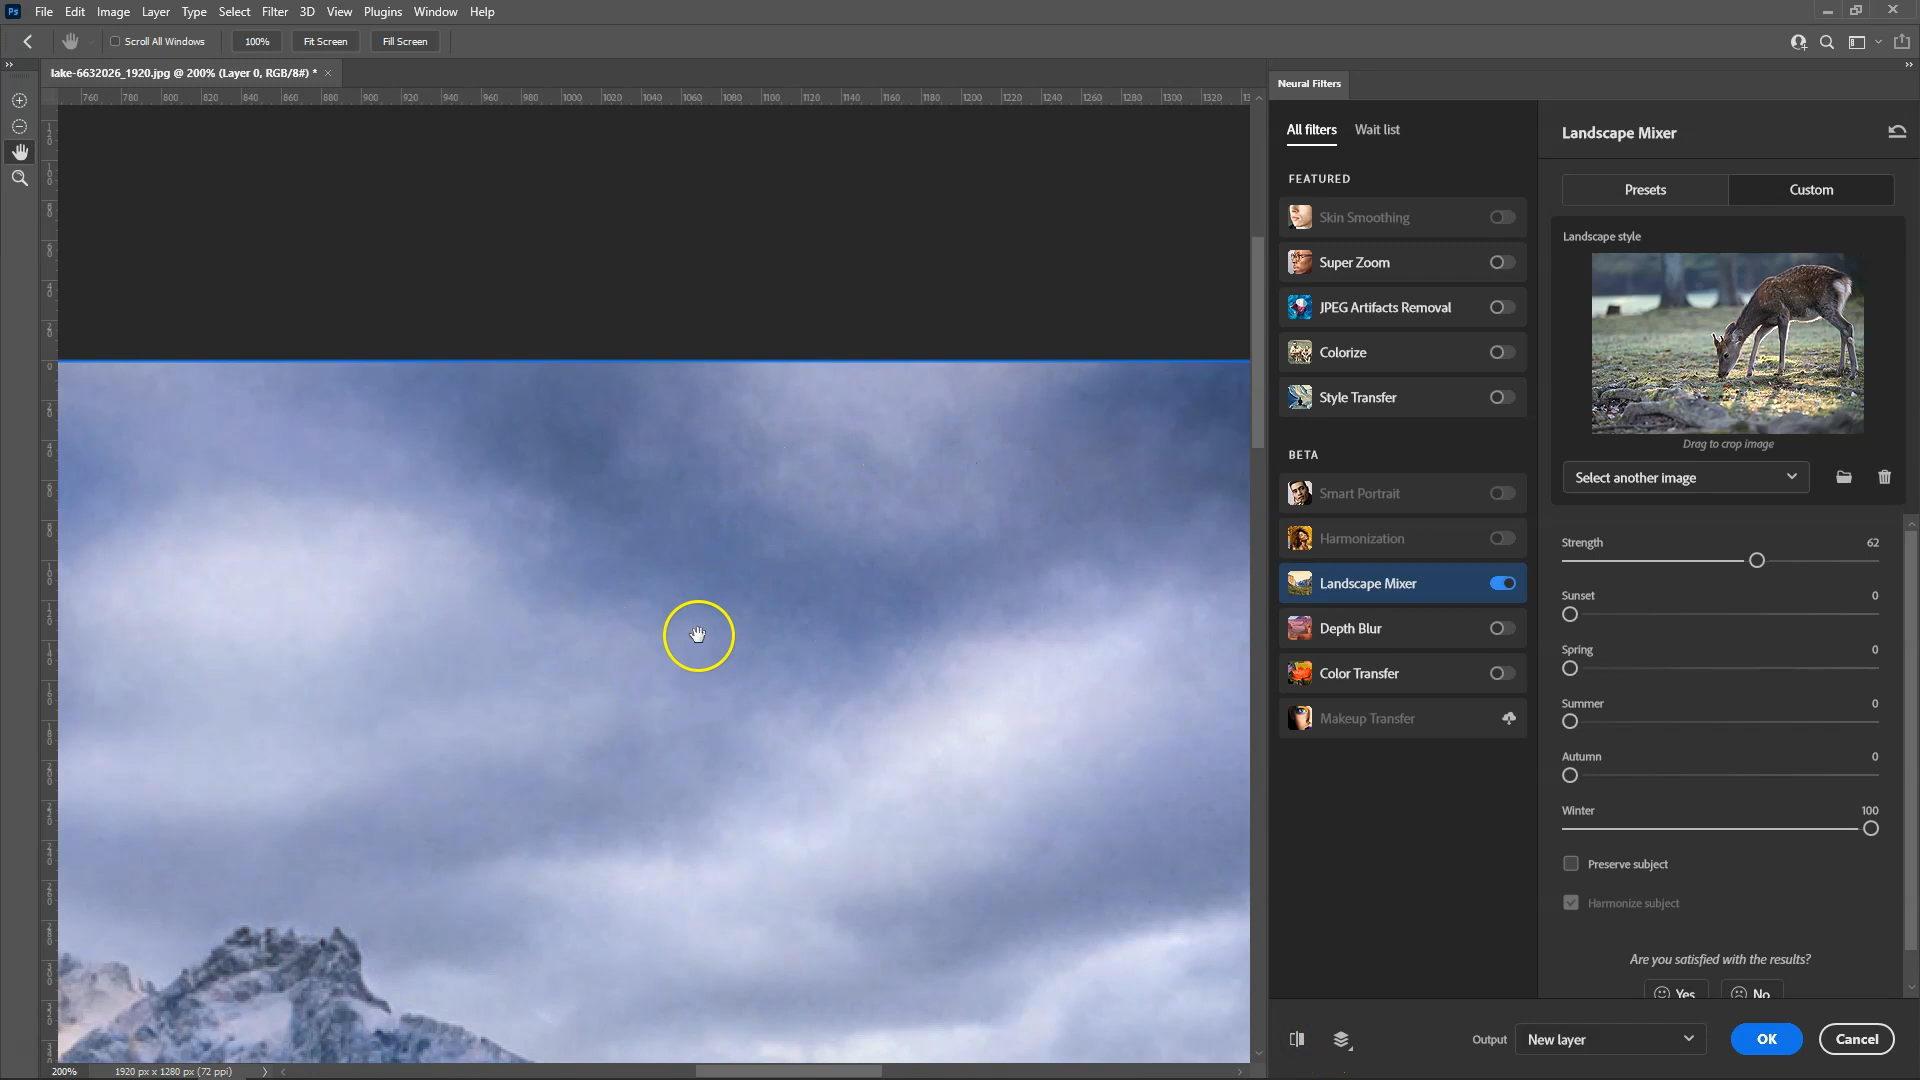 Ps File Edit Image Layer Type Select Filter 3D View Plugins Window Help
Scroll All Windows 100% Fit Screen Fill Screen
lake-6632026_1920.jpg @ 200% (Layer 0, RGB/8#) * ×
760 780 800 820 840 860 880 900 920 940 960 980 1000 1020 1040 1060 1080 1100 1120 1140 1160 1180 1200 1220 1240 1260 1280 1300 1320
Neural Filters
All filters Wait list
FEATURED
Skin Smoothing
Super Zoom
JPEG Artifacts Removal
Colorize
Style Transfer
BETA
Smart Portrait
Harmonization
Landscape Mixer
Depth Blur
Color Transfer
Makeup Transfer
Landscape Mixer
Presets Custom
Landscape style
Drag to crop image
Select another image
Strength 62
Sunset 0
Spring 0
Summer 0
Autumn 0
Winter 100
Preserve subject
Harmonize subject
Are you satisfied with the results?
Yes No
Output New layer OK Cancel
200% 1920 px x 1280 px (72 ppi)